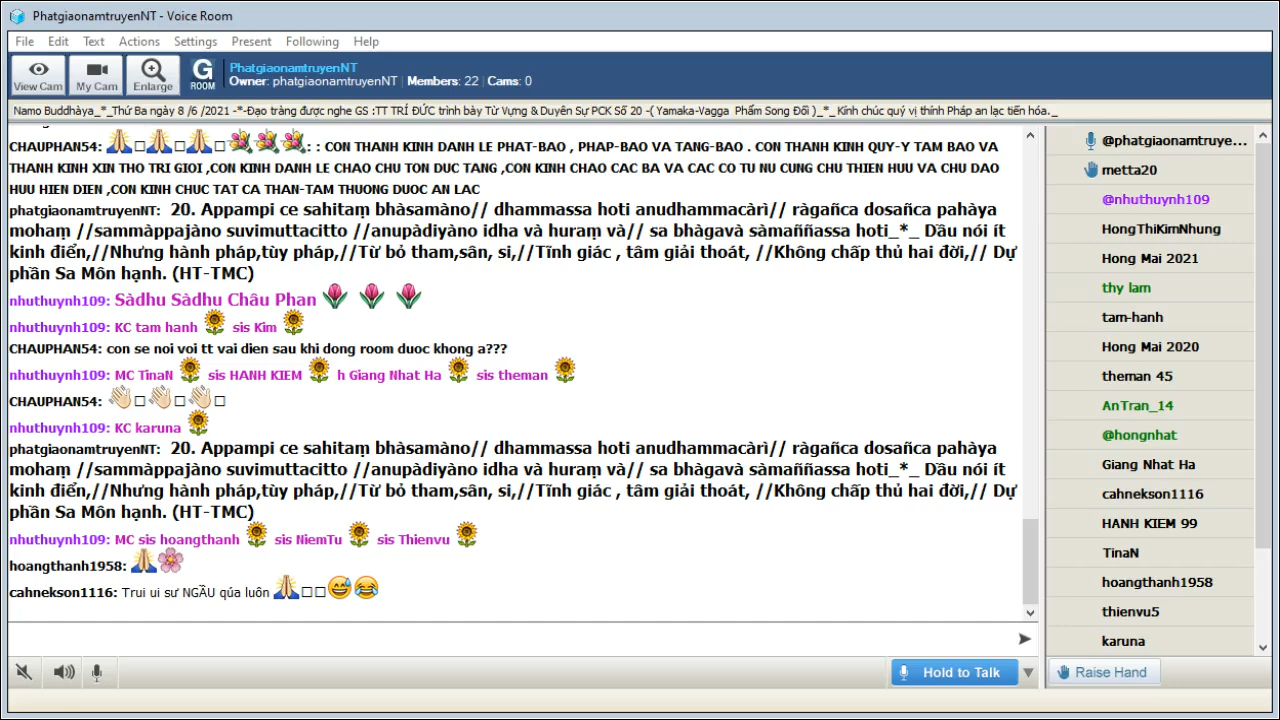 PhatgiaonamtruyenNT - Voice Room
File Edit Text Actions Settings Present Following Help
View Cam My Cam Enlarge G ROOM
PhatgiaonamtruyenNT
Owner: phatgiaonamtruyenNT | Members: 22 | Cams: 0
Namo Buddhàya_*_Thứ Ba ngày 8 /6 /2021 -*-Đạo tràng được nghe GS :TT TRÍ ĐỨC trình bày Từ Vựng & Duyên Sự PCK Số 20 -( Yamaka-Vagga Phẩm Song Đối )_*_ Kính chúc quý vị thính Pháp an lạc tiến hóa._
CHAUPHAN54: 🙏□🙏□🙏□💐💐💐: : CON THANH KINH DANH LE PHAT-BAO , PHAP-BAO VA TANG-BAO . CON THANH KINH QUY-Y TAM BAO VA
THANH KINH XIN THO TRI GIOI ,CON KINH DANH LE CHAO CHU TON DUC TANG ,CON KINH CHAO CAC BA VA CAC CO TU NU CUNG CHU THIEN HUU VA CHU DAO
HUU HIEN DIEN ,CON KINH CHUC TAT CA THAN-TAM THUONG DUOC AN LAC
phatgiaonamtruyenNT: 20. Appampi ce sahitaṃ bhàsamàno// dhammassa hoti anudhammacàrì// ràgañca dosañca pahàya
mohaṃ //sammàppajàno suvimuttacitto //anupàdiyàno idha và huraṃ và// sa bhàgavà sàmaññassa hoti_*_ Dầu nói ít
kinh điển,//Nhưng hành pháp,tùy pháp,//Từ bỏ tham,sân, si,//Tĩnh giác , tâm giải thoát, //Không chấp thủ hai đời,// Dự
phần Sa Môn hạnh. (HT-TMC)
nhuthuynh109: Sàdhu Sàdhu Châu Phan 🌷 🌷 🌷
nhuthuynh109: KC tam hanh 🌻 sis Kim 🌻
CHAUPHAN54: con se noi voi tt vai dien sau khi dong room duoc khong a???
nhuthuynh109: MC TinaN 🌻 sis HANH KIEM 🌻 h Giang Nhat Ha 🌻 sis theman 🌻
CHAUPHAN54: 👋□👋□👋□
nhuthuynh109: KC karuna 🌻
phatgiaonamtruyenNT: 20. Appampi ce sahitaṃ bhàsamàno// dhammassa hoti anudhammacàrì// ràgañca dosañca pahàya
mohaṃ //sammàppajàno suvimuttacitto //anupàdiyàno idha và huraṃ và// sa bhàgavà sàmaññassa hoti_*_ Dầu nói ít
kinh điển,//Nhưng hành pháp,tùy pháp,//Từ bỏ tham,sân, si,//Tĩnh giác , tâm giải thoát, //Không chấp thủ hai đời,// Dự
phần Sa Môn hạnh. (HT-TMC)
nhuthuynh109: MC sis hoangthanh 🌻 sis NiemTu 🌻 sis Thienvu 🌻
hoangthanh1958: 🙏🌸
cahnekson1116: Trui ui sư NGẦU qúa luôn 🙏□□😅😂
Hold to Talk
@phatgiaonamtruye...
metta20
@nhuthuynh109
HongThiKimNhung
Hong Mai 2021
thy lam
tam-hanh
Hong Mai 2020
theman 45
AnTran_14
@hongnhat
Giang Nhat Ha
cahnekson1116
HANH KIEM 99
TinaN
hoangthanh1958
thienvu5
karuna
Raise Hand